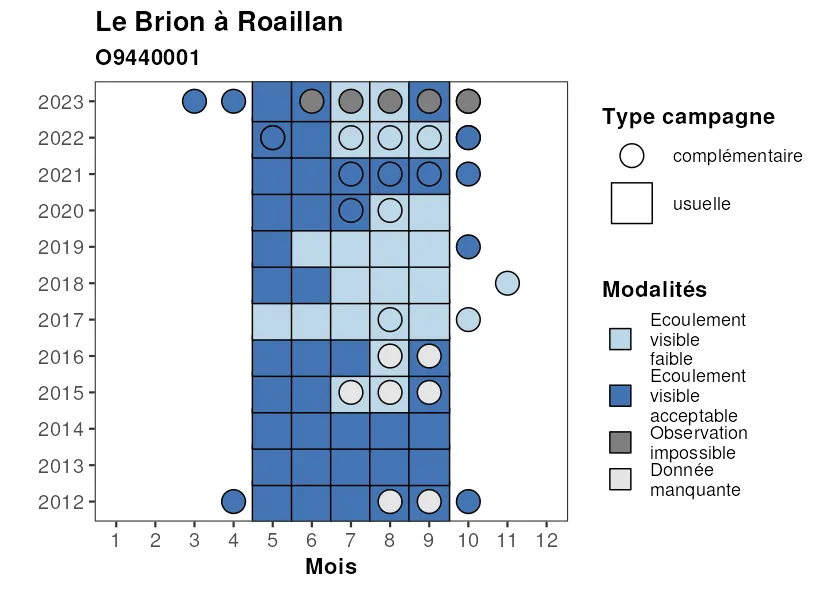 Le Brion à Roaillan
O9440001
2023
2022
2021
2020
2019
2018
2017
2016
2015
2014
2013
2012
1 2 3 4 5 6 7 8 9 10 11 12
Mois
Type campagne
complémentaire
usuelle
Modalités
Ecoulement
visible
faible
Ecoulement
visible
acceptable
Observation
impossible
Donnée
manquante